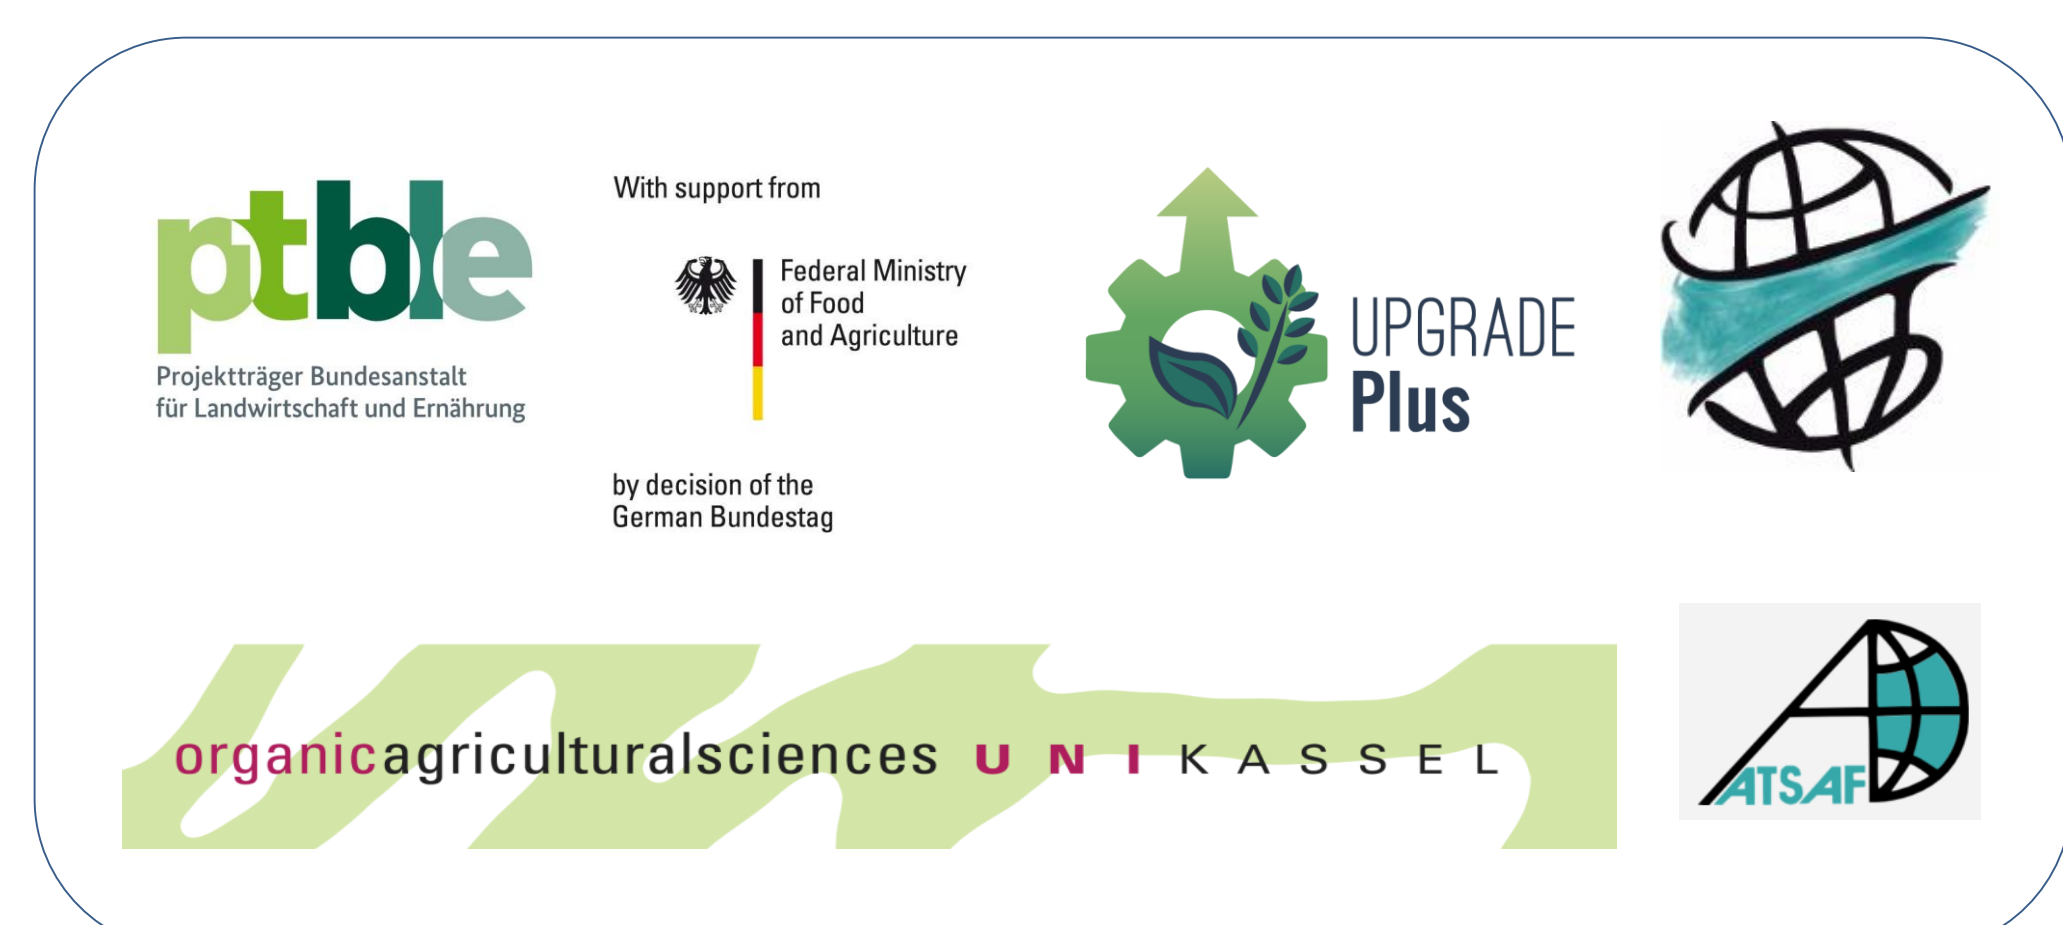 ptble
Projektträger Bundesanstalt
für Landwirtschaft und Ernährung
With support from
Federal Ministry
of Food
and Agriculture
by decision of the
German Bundestag
UPGRADE
Plus
organicagriculturalsciences UNIKASSEL
ATSAF